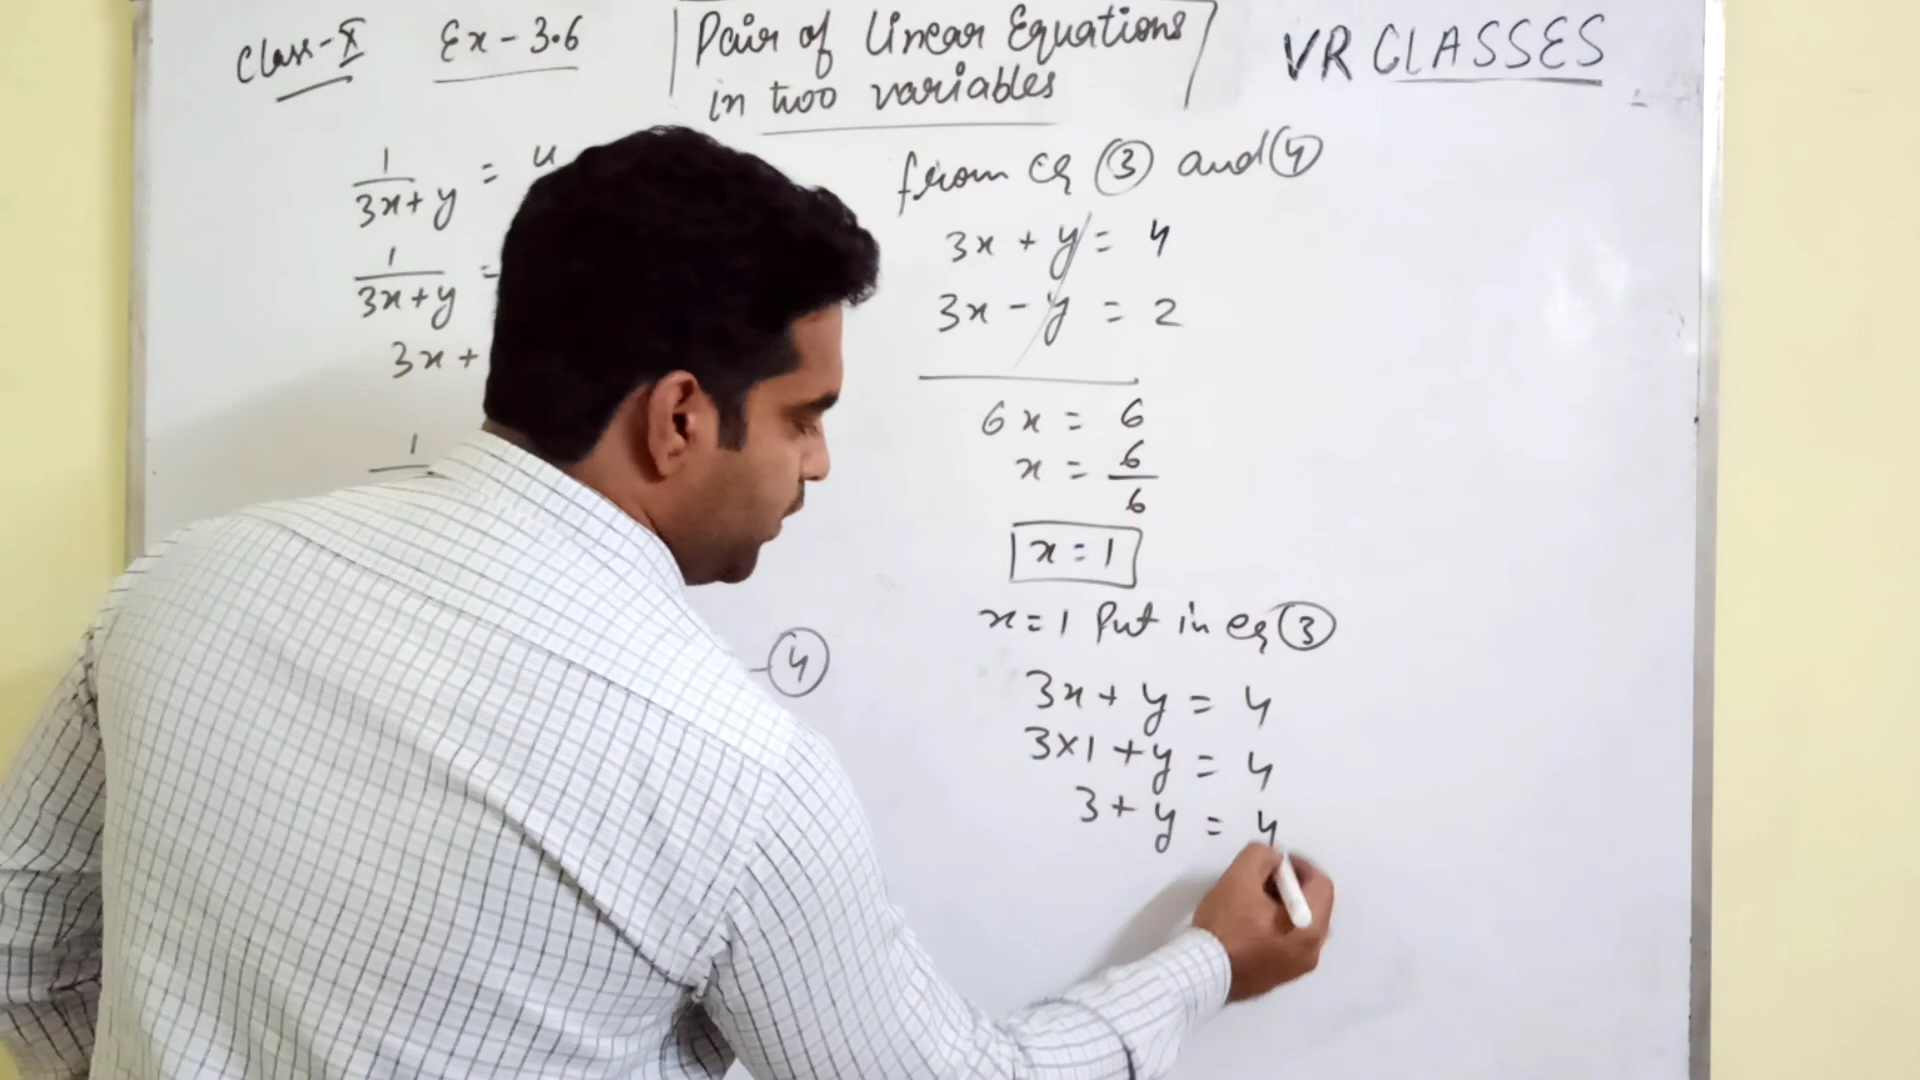 Class-X Ex-3.6
Pair of Linear Equations
in two variables
VR CLASSES
1/3x+y = u
1/3x+y =
3x+
1
4
from eq 3 and 4
3x + y = 4
3x - y = 2
6x = 6
x = 6/6
x = 1
x = 1 Put in eq 3
3x + y = 4
3x1 + y = 4
3 + y = 4